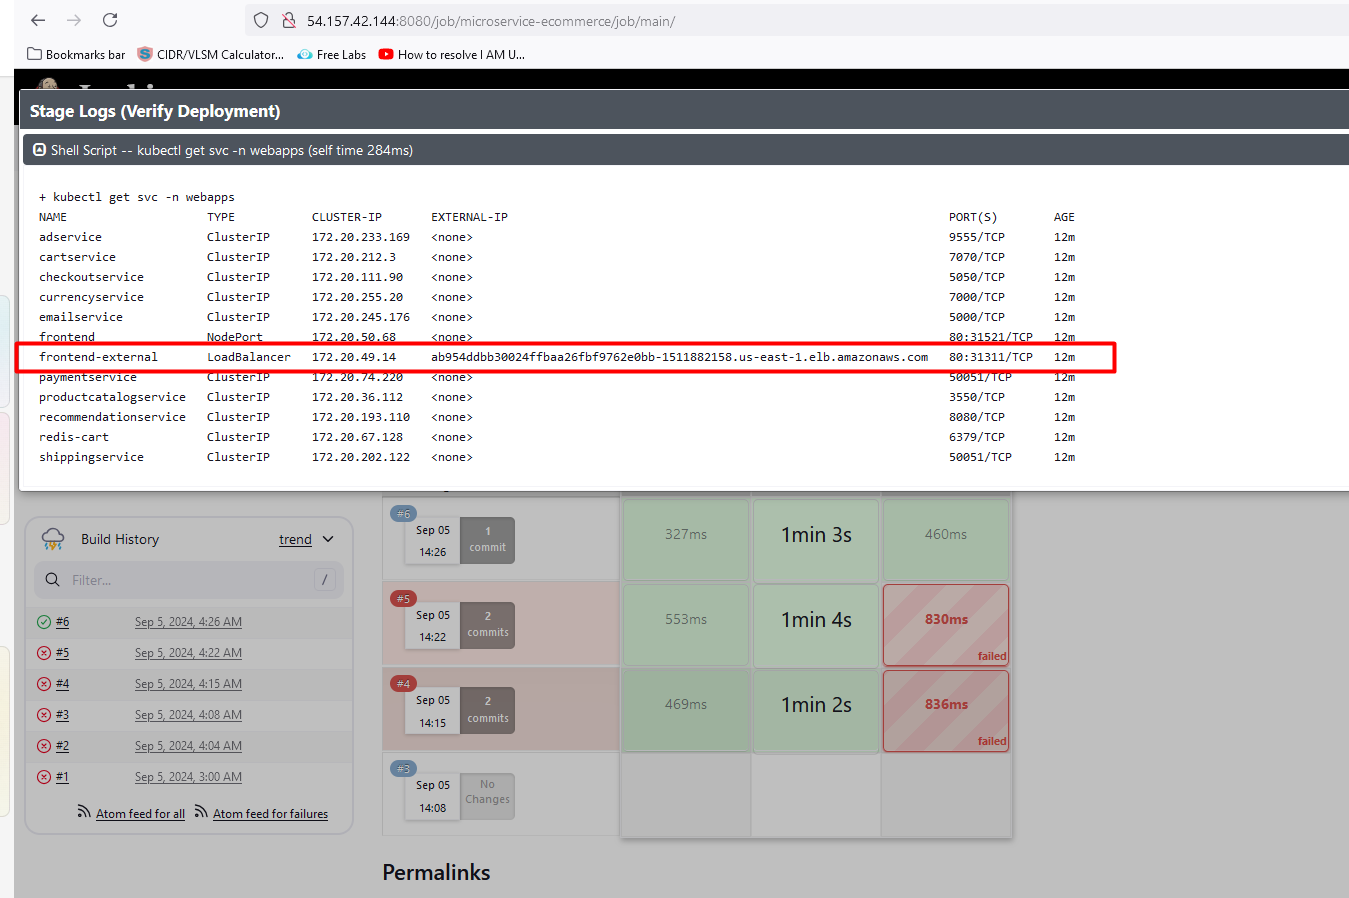 54.157.42.144:8080/job/microservice-ecommerce/job/main/
Bookmarks bar CIDR/VLSM Calculator... Free Labs How to resolve I AM U...
Stage Logs (Verify Deployment)
Shell Script -- kubectl get svc -n webapps (self time 284ms)
+ kubectl get svc -n webapps
NAME TYPE CLUSTER-IP EXTERNAL-IP PORT(S) AGE
adservice ClusterIP 172.20.233.169 <none> 9555/TCP 12m
cartservice ClusterIP 172.20.212.3 <none> 7070/TCP 12m
checkoutservice ClusterIP 172.20.111.90 <none> 5050/TCP 12m
currencyservice ClusterIP 172.20.255.20 <none> 7000/TCP 12m
emailservice ClusterIP 172.20.245.176 <none> 5000/TCP 12m
frontend NodePort 172.20.50.68 <none> 80:31521/TCP 12m
frontend-external LoadBalancer 172.20.49.14 ab954ddbb30024ffbaa26fbf9762e0bb-1511882158.us-east-1.elb.amazonaws.com 80:31311/TCP 12m
paymentservice ClusterIP 172.20.74.220 <none> 50051/TCP 12m
productcatalogservice ClusterIP 172.20.36.112 <none> 3550/TCP 12m
recommendationservice ClusterIP 172.20.193.110 <none> 8080/TCP 12m
redis-cart ClusterIP 172.20.67.128 <none> 6379/TCP 12m
shippingservice ClusterIP 172.20.202.122 <none> 50051/TCP 12m
Build History trend
Filter... /
#6 Sep 5, 2024, 4:26 AM
#5 Sep 5, 2024, 4:22 AM
#4 Sep 5, 2024, 4:15 AM
#3 Sep 5, 2024, 4:08 AM
#2 Sep 5, 2024, 4:04 AM
#1 Sep 5, 2024, 3:00 AM
Atom feed for all Atom feed for failures
#6
Sep 05 1
14:26 commit
327ms 1min 3s 460ms
#5
Sep 05 2
14:22 commits
553ms 1min 4s 830ms
failed
#4
Sep 05 2
14:15 commits
469ms 1min 2s 836ms
failed
#3
Sep 05 No
14:08 Changes
Permalinks